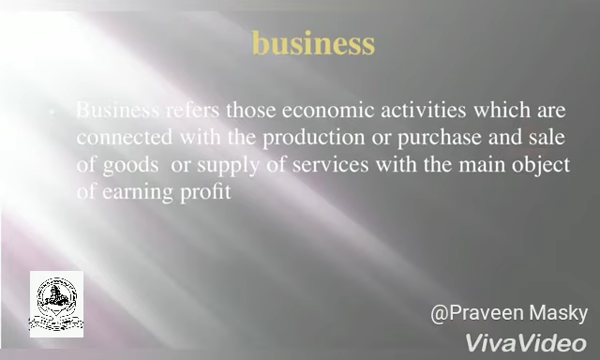 business
• Business refers those economic activities which are
connected with the production or purchase and sale
of goods or supply of services with the main object
of earning profit
@Praveen Masky
VivaVideo